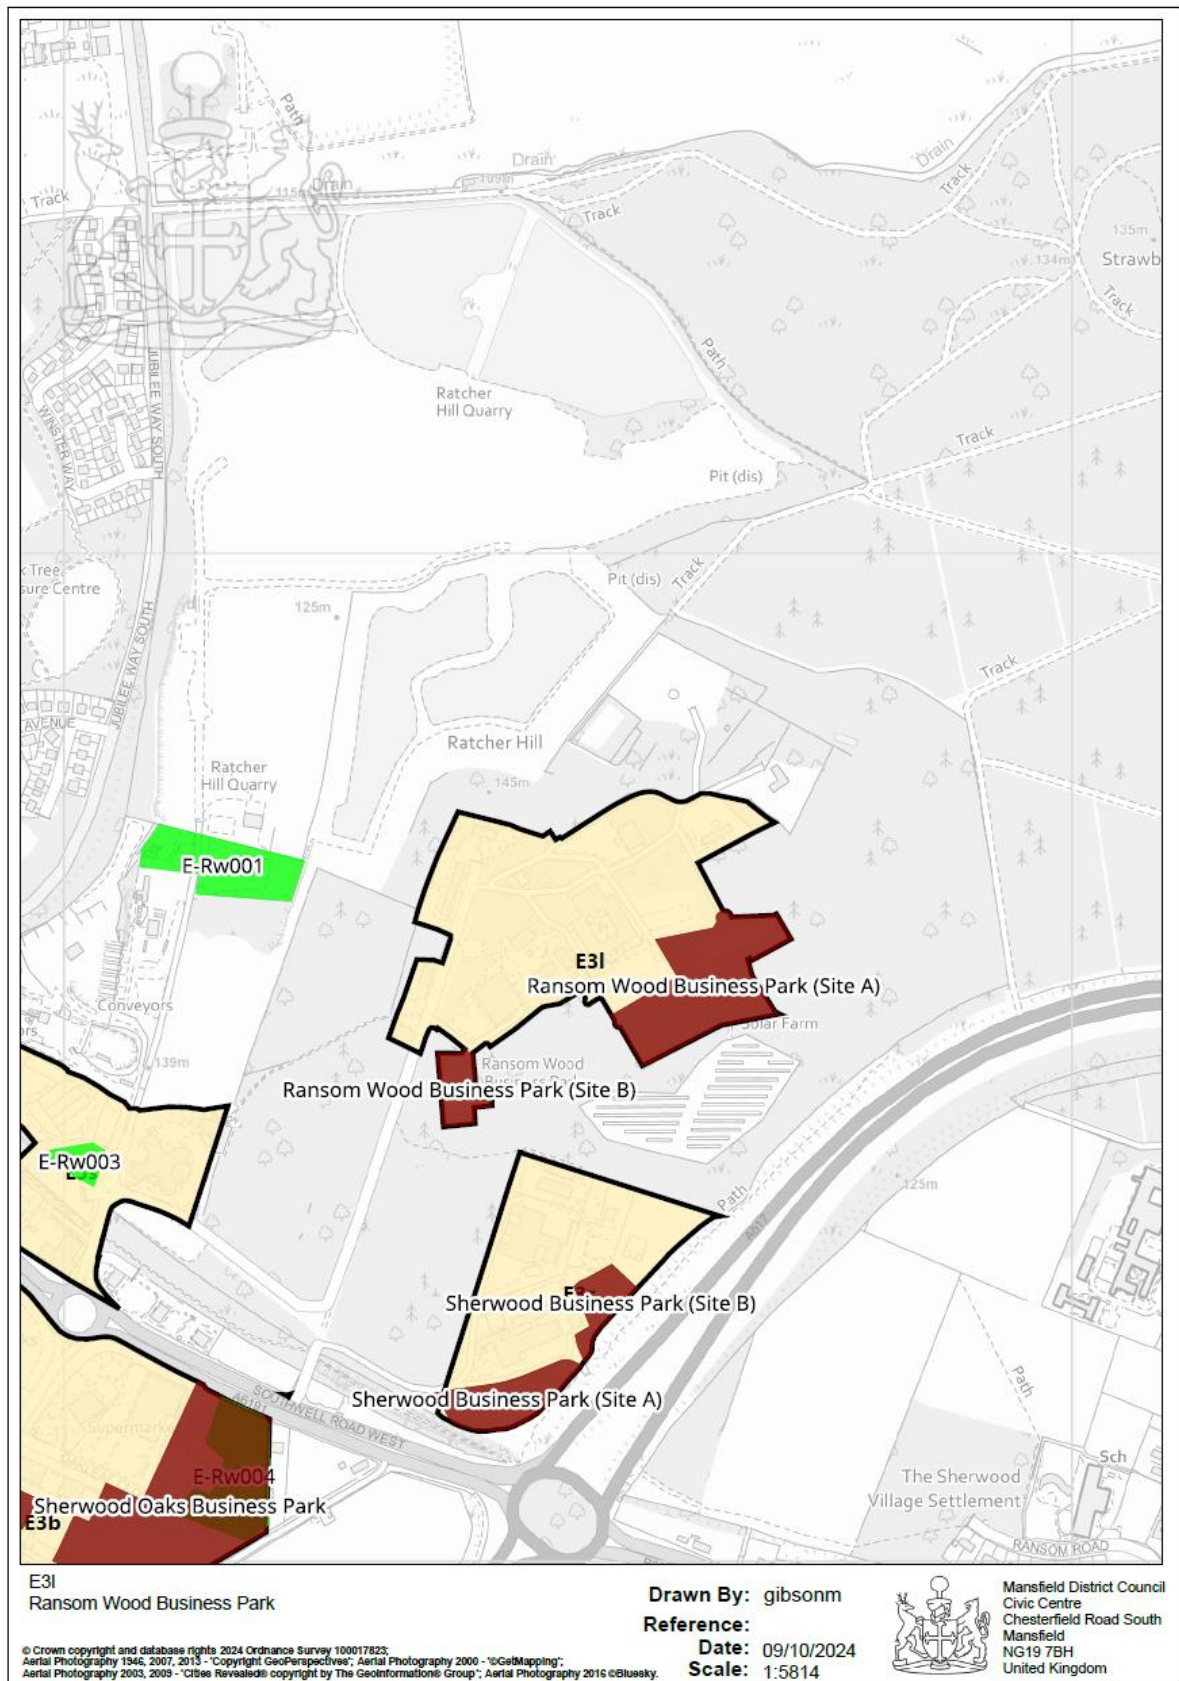 Path
Drain
Drain
Drain
109m
115m
Track
Track
Track
135m
134m
Strawb
Track
JUBILEE WAY SOUTH
WINSTER WAY
Path
Ratcher
Hill Quarry
Track
Pit (dis)
k Tree
sure Centre
Pit (dis)
Track
125m
JUBILEE WAY SOUTH
Track
AVENUE
Ratcher Hill
Ratcher
Hill Quarry
145m
E-Rw001
E3l
Ransom Wood Business Park (Site A)
Conveyors
ors
Solar Farm
139m
Ransom Wood
Ransom Wood Business Park (Site B)
E-Rw003
Path
A617
125m
Sherwood Business Park (Site B)
Sherwood Business Park (Site A)
SOUTHWELL ROAD WEST
A6191
Path
Supermarke
E-Rw004
Sch
The Sherwood
Village Settlement
Sherwood Oaks Business Park
E3b
RANSOM ROAD
E3l
Ransom Wood Business Park
Drawn By: gibsonm
Reference:
Date: 09/10/2024
Scale: 1:5814
Mansfield District Council
Civic Centre
Chesterfield Road South
Mansfield
NG19 7BH
United Kingdom
© Crown copyright and database rights 2024 Ordnance Survey 100017823;
Aerial Photography 1946, 2007, 2013 - 'Copyright GeoPerspectives'; Aerial Photography 2000 - '©GetMapping';
Aerial Photography 2003, 2009 - 'Cities Revealed® copyright by The GeoInformation® Group'; Aerial Photography 2016 ©Bluesky.